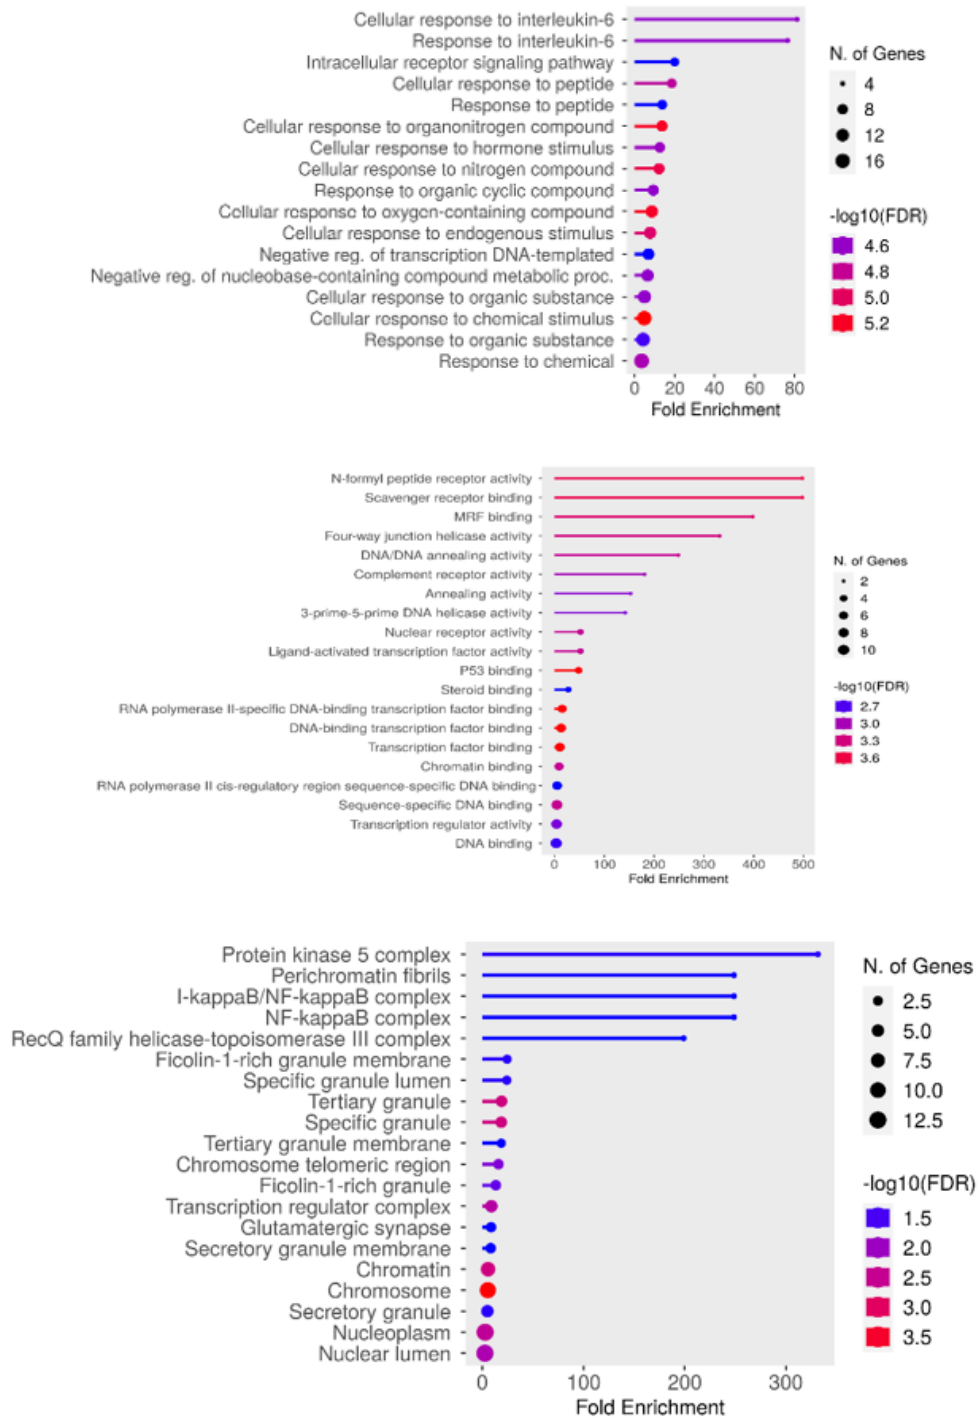 Cellular response to interleukin-6
Response to interleukin-6
Intracellular receptor signaling pathway
Cellular response to peptide
Response to peptide
Cellular response to organonitrogen compound
Cellular response to hormone stimulus
Cellular response to nitrogen compound
Response to organic cyclic compound
Cellular response to oxygen-containing compound
Cellular response to endogenous stimulus
Negative reg. of transcription DNA-templated
Negative reg. of nucleobase-containing compound metabolic proc.
Cellular response to organic substance
Cellular response to chemical stimulus
Response to organic substance
Response to chemical
0 20 40 60 80
Fold Enrichment
N. of Genes
4
8
12
16
-log10(FDR)
4.6
4.8
5.0
5.2
N-formyl peptide receptor activity
Scavenger receptor binding
MRF binding
Four-way junction helicase activity
DNA/DNA annealing activity
Complement receptor activity
Annealing activity
3-prime-5-prime DNA helicase activity
Nuclear receptor activity
Ligand-activated transcription factor activity
P53 binding
Steroid binding
RNA polymerase II-specific DNA-binding transcription factor binding
DNA-binding transcription factor binding
Transcription factor binding
Chromatin binding
RNA polymerase II cis-regulatory region sequence-specific DNA binding
Sequence-specific DNA binding
Transcription regulator activity
DNA binding
0 100 200 300 400 500
Fold Enrichment
N. of Genes
2
4
6
8
10
-log10(FDR)
2.7
3.0
3.3
3.6
Protein kinase 5 complex
Perichromatin fibrils
I-kappaB/NF-kappaB complex
NF-kappaB complex
RecQ family helicase-topoisomerase III complex
Ficolin-1-rich granule membrane
Specific granule lumen
Tertiary granule
Specific granule
Tertiary granule membrane
Chromosome telomeric region
Ficolin-1-rich granule
Transcription regulator complex
Glutamatergic synapse
Secretory granule membrane
Chromatin
Chromosome
Secretory granule
Nucleoplasm
Nuclear lumen
0 100 200 300
Fold Enrichment
N. of Genes
2.5
5.0
7.5
10.0
12.5
-log10(FDR)
1.5
2.0
2.5
3.0
3.5